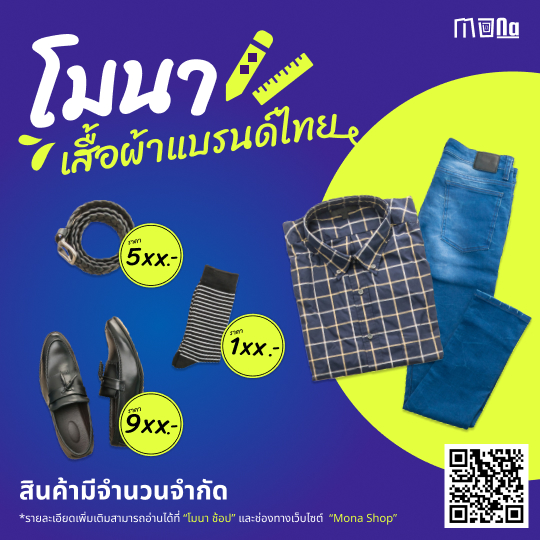 mona
โมนา
เสื้อผ้าแบรนด์ไทย
ราคา
5xx.-
ราคา
1xx.-
ราคา
9xx.-
สินค้ามีจำนวนจำกัด
*รายละเอียดเพิ่มเติมสามารถอ่านได้ที่ “โมนา ช้อป” และช่องทางเว็บไซต์ “Mona Shop”